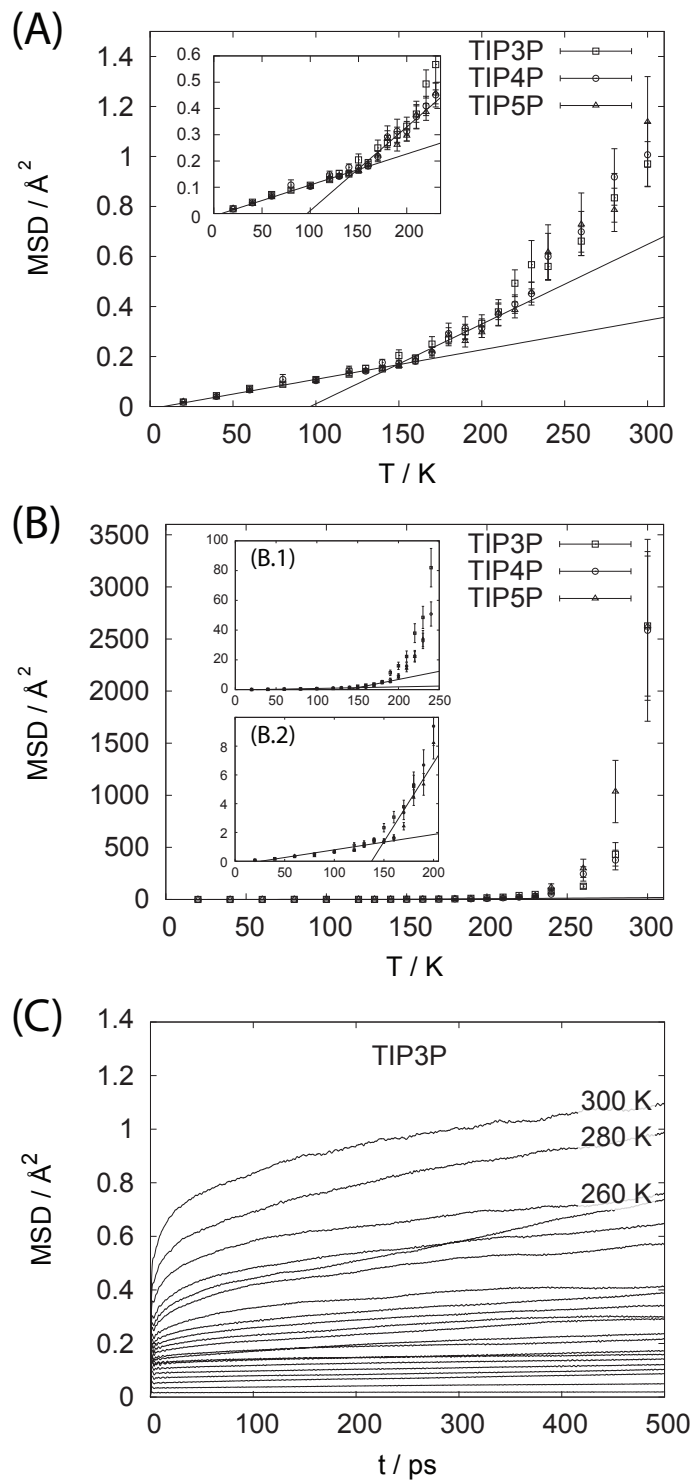 (A)
1.4
1.2
1
0.8
0.6
0.4
0.2
0
0 50 100 150 200 250 300
MSD / Å²
T / K
0.6
0.5
0.4
0.3
0.2
0.1
0
0 50 100 150 200
TIP3P
TIP4P
TIP5P
(B)
3500
3000
2500
2000
1500
1000
500
0
0 50 100 150 200 250 300
MSD / Å²
T / K
(B.1)
100
80
60
40
20
0
0 50 100 150 200 250
(B.2)
8
6
4
2
0
0 50 100 150 200
TIP3P
TIP4P
TIP5P
(C)
1.4
1.2
1
0.8
0.6
0.4
0.2
0
0 100 200 300 400 500
MSD / Å²
t / ps
TIP3P
300 K
280 K
260 K